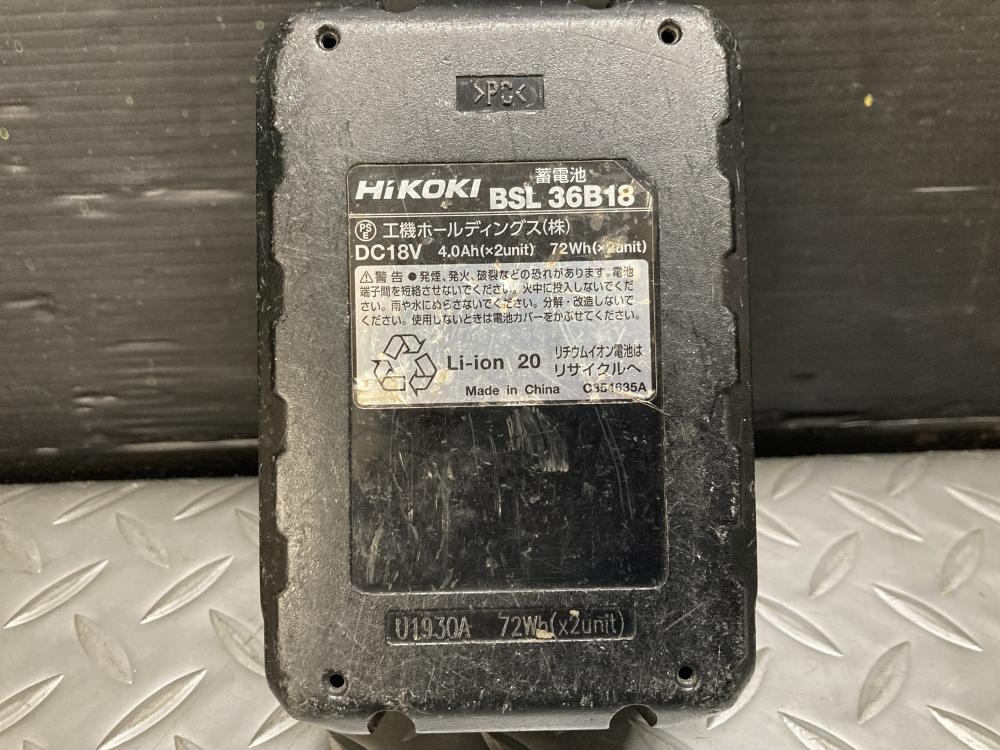 >PC<
蓄電池
HiKOKI BSL 36B18
PSE 工機ホールディングス(株)
DC18V 4.0Ah(×2unit) 72Wh(×2unit)
⚠警告 ●発煙、発火、破裂などの恐れがあります。電池
端子間を短絡させないでください。火中に投入しないでくだ
さい。雨や水にぬらさないでください。分解・改造しないで
ください。使用しないときは電池カバーをかぶせてください。
Li-ion 20 リチウムイオン電池は
リサイクルへ
Made in China C354635A
U1930A 72Wh(x2unit)